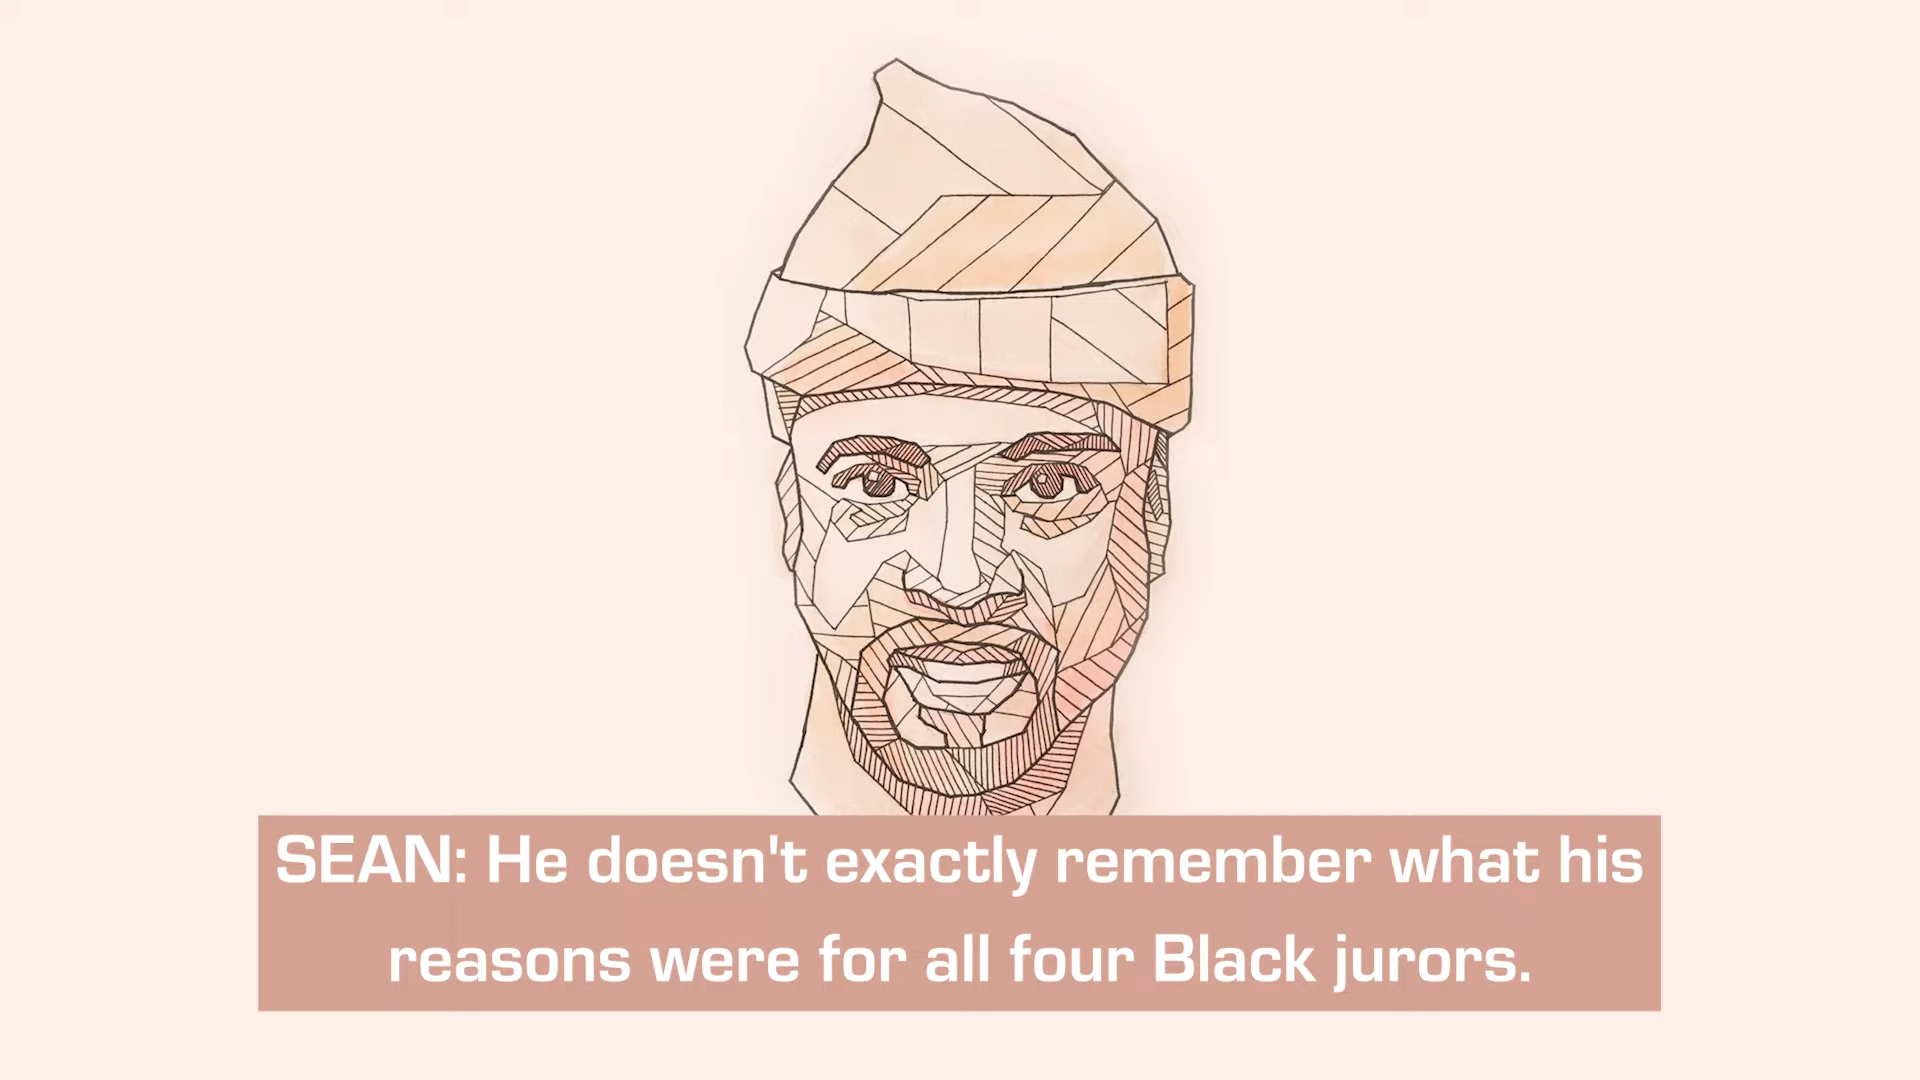 SEAN: He doesn't exactly remember what his
reasons were for all four Black jurors.